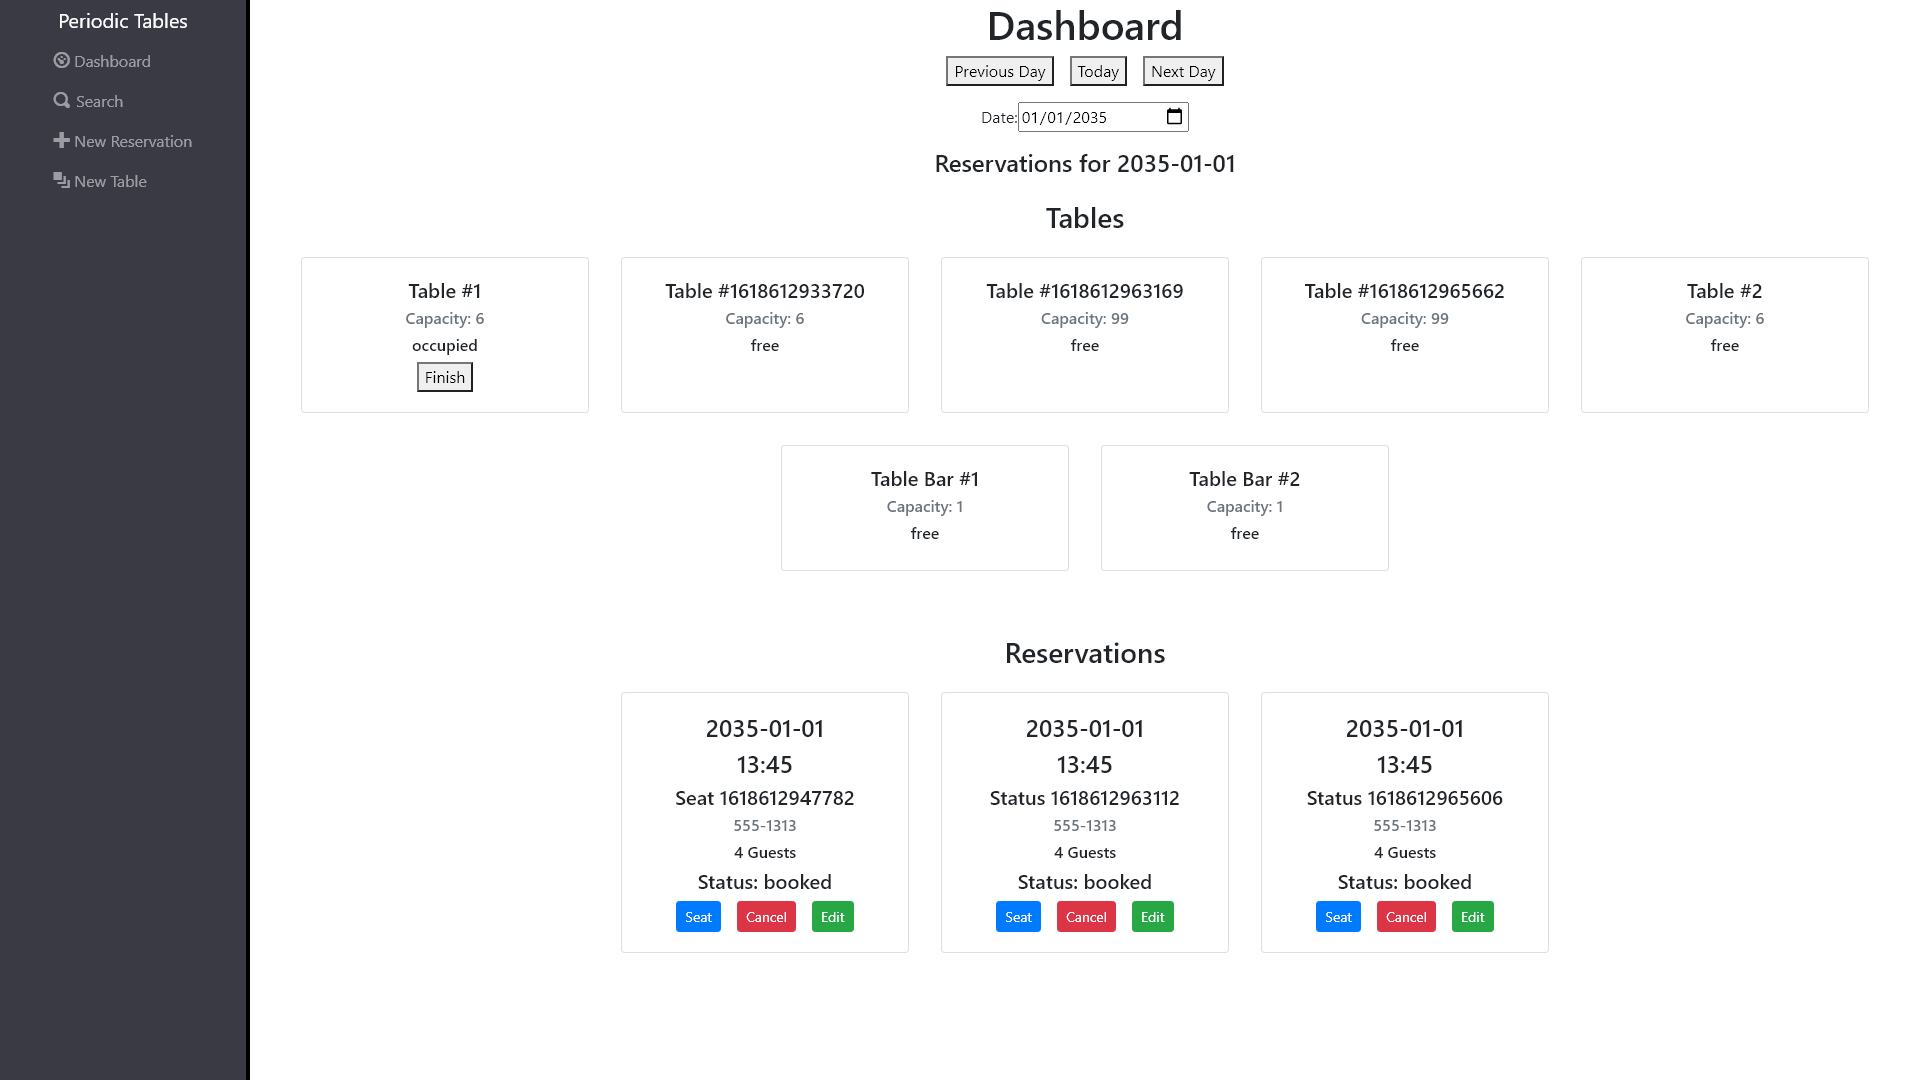 Periodic Tables
Dashboard
Search
New Reservation
New Table
Dashboard
Previous Day Today Next Day
Date: 01/01/2035
Reservations for 2035-01-01
Tables
Table #1
Capacity: 6
occupied
Finish
Table #1618612933720
Capacity: 6
free
Table #1618612963169
Capacity: 99
free
Table #1618612965662
Capacity: 99
free
Table #2
Capacity: 6
free
Table Bar #1
Capacity: 1
free
Table Bar #2
Capacity: 1
free
Reservations
2035-01-01
13:45
Seat 1618612947782
555-1313
4 Guests
Status: booked
Seat Cancel Edit
2035-01-01
13:45
Status 1618612963112
555-1313
4 Guests
Status: booked
Seat Cancel Edit
2035-01-01
13:45
Status 1618612965606
555-1313
4 Guests
Status: booked
Seat Cancel Edit